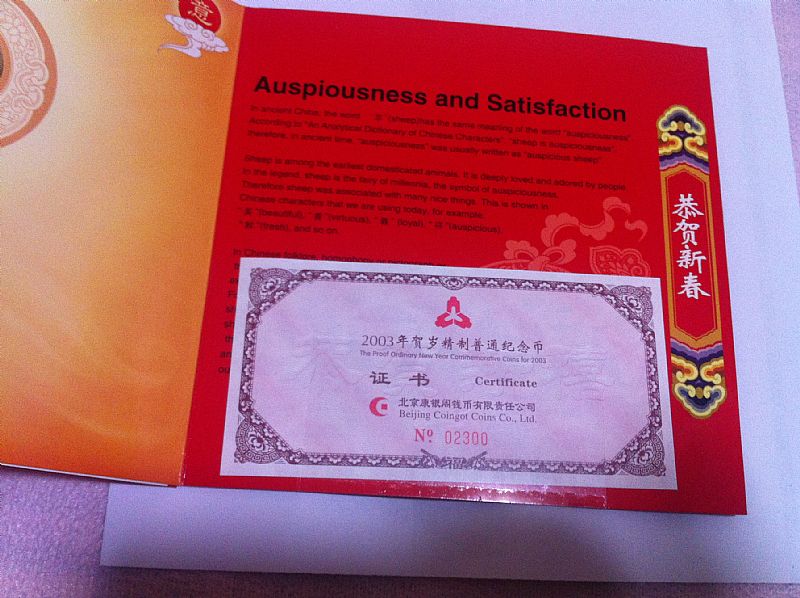 意
Auspiousness and Satisfaction
In ancient China, the word " " (sheep)has the same meaning of the word "auspiciousness".
According to "An Analytical Dictionary of Chinese Characters", "sheep is auspiciousness",
therefore, in ancient time, "auspiciousness" was usually written as "auspicious sheep".
Sheep is among the earliest domesticated animals. It is deeply loved and adored by people.
In the legend, sheep is the fairy of millennia, the symbol of auspiciousness.
Therefore sheep was associated with many nice things. This is shown in
Chinese characters that we are using today, for example:
"美"(beautiful), "善"(virtuous), " "(loyal), " "(auspicious),
" "(fresh), and so on.
In Chinese folklore,
恭贺新春
2003年贺岁精制普通纪念币
The Proof Ordinary New Year Commemorative Coins for 2003
证书 Certificate
北京康银阁钱币有限责任公司
Beijing Coingot Coins Co., Ltd.
Nº 02300